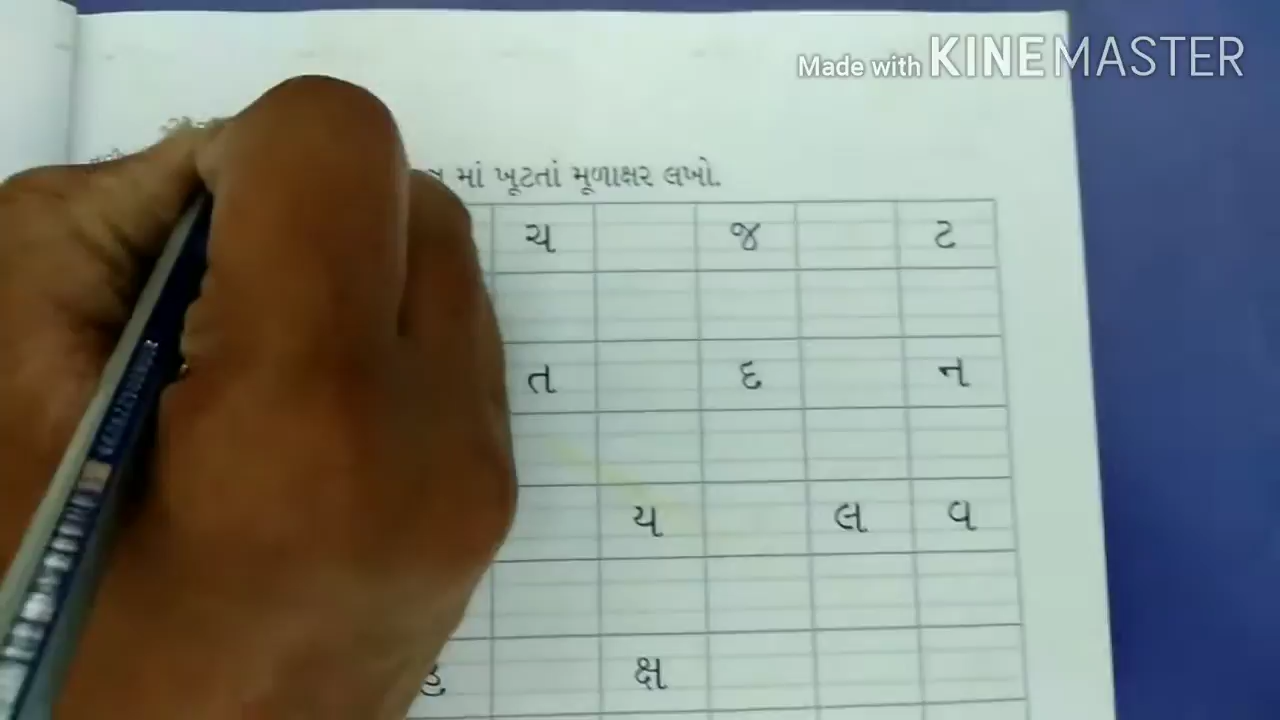 Made with KINEMASTER
માં ખૂટતાં મૂળાક્ષર લખો.
ચ જ ટ
ત દ ન
ય લ વ
ક્ષ